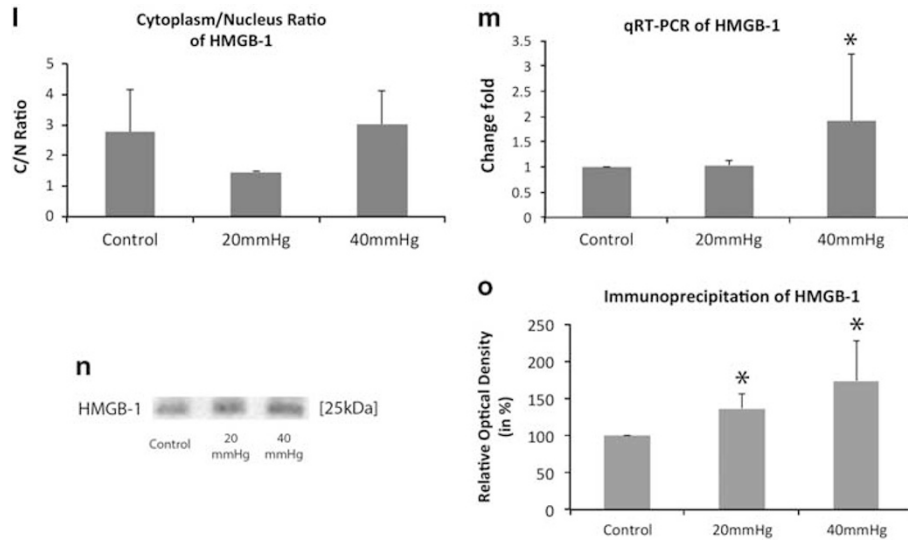 l
Cytoplasm/Nucleus Ratio
of HMGB-1
C/N Ratio
5
4
3
2
1
0
Control 20mmHg 40mmHg
m
qRT-PCR of HMGB-1
Change fold
3.5
3
2.5
2
1.5
1
0.5
0
*
Control 20mmHg 40mmHg
n
HMGB-1 [25kDa]
Control 20 40
mmHg mmHg
o
Immunoprecipitation of HMGB-1
Relative Optical Density
(in %)
250
200
150
100
50
0
* *
Control 20mmHg 40mmHg